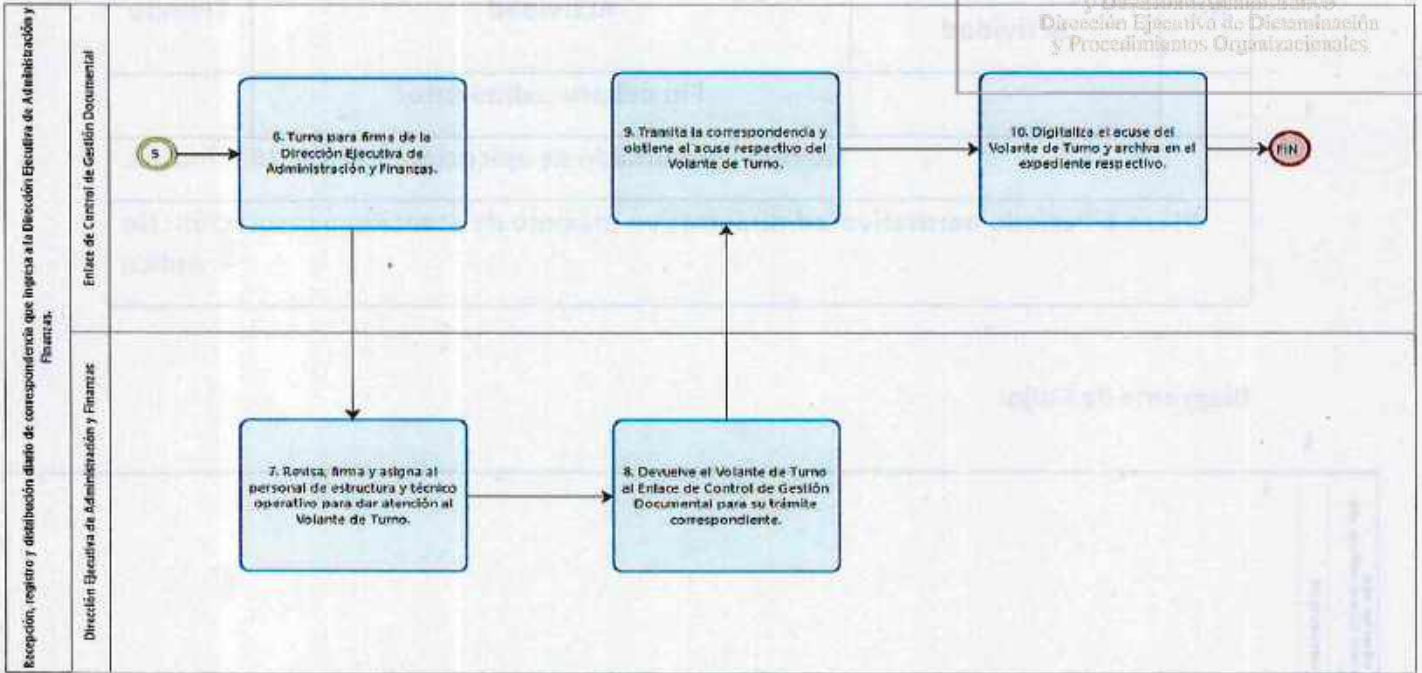 y Desarrollo Administrativo
Dirección Ejecutiva de Dictaminación
y Procedimientos Organizacionales
Recepción, registro y distribución diario de correspondencia que ingresa a la Dirección Ejecutiva de Administración y
Finanzas.
Enlace de Control de Gestión Documental
5
6. Turna para firma de la
Dirección Ejecutiva de
Administración y Finanzas.
9. Tramita la correspondencia y
obtiene el acuse respectivo del
Volante de Turno.
10. Digitaliza el acuse del
Volante de Turno y archiva en el
expediente respectivo.
FIN
Dirección Ejecutiva de Administración y Finanzas
7. Revisa, firma y asigna al
personal de estructura y técnico
operativo para dar atención al
Volante de Turno.
8. Devuelve el Volante de Turno
al Enlace de Control de Gestión
Documental para su trámite
correspondiente.